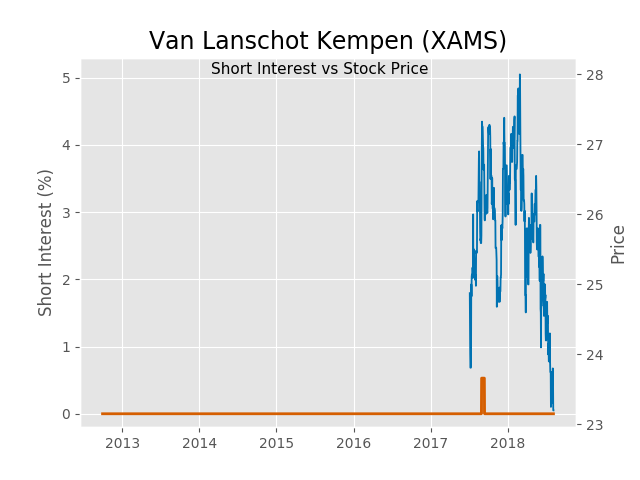 Van Lanschot Kempen (XAMS)
Short Interest vs Stock Price
Short Interest (%)
5
4
3
2
1
0
28
27
26
25
24
23
Price
2013 2014 2015 2016 2017 2018